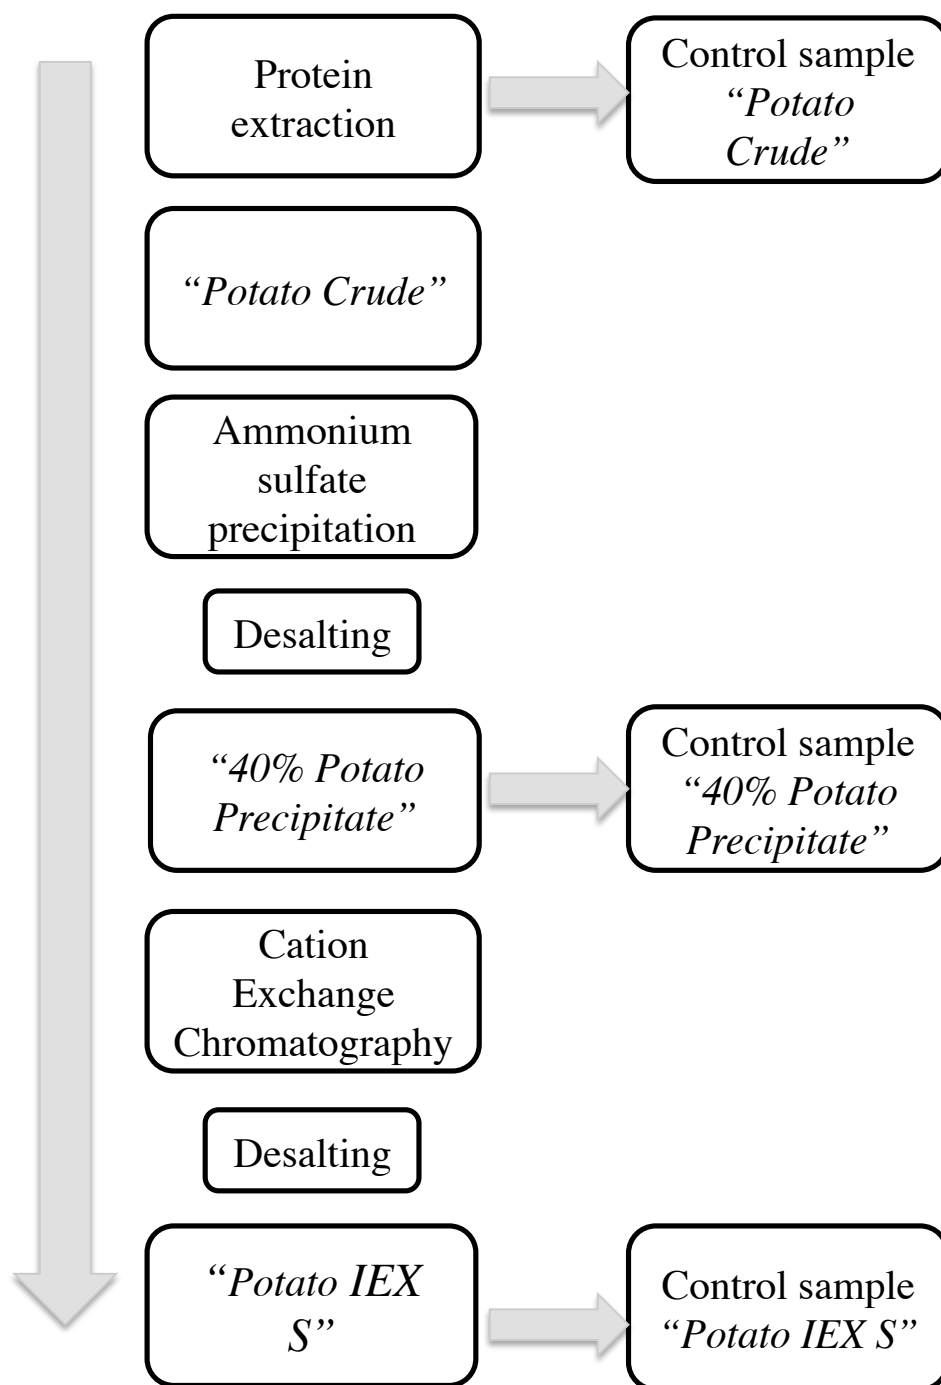 Protein
extraction
Control sample
“Potato
Crude”
“Potato Crude”
Ammonium
sulfate
precipitation
Desalting
“40% Potato
Precipitate”
Control sample
“40% Potato
Precipitate”
Cation
Exchange
Chromatography
Desalting
“Potato IEX
S”
Control sample
“Potato IEX S”